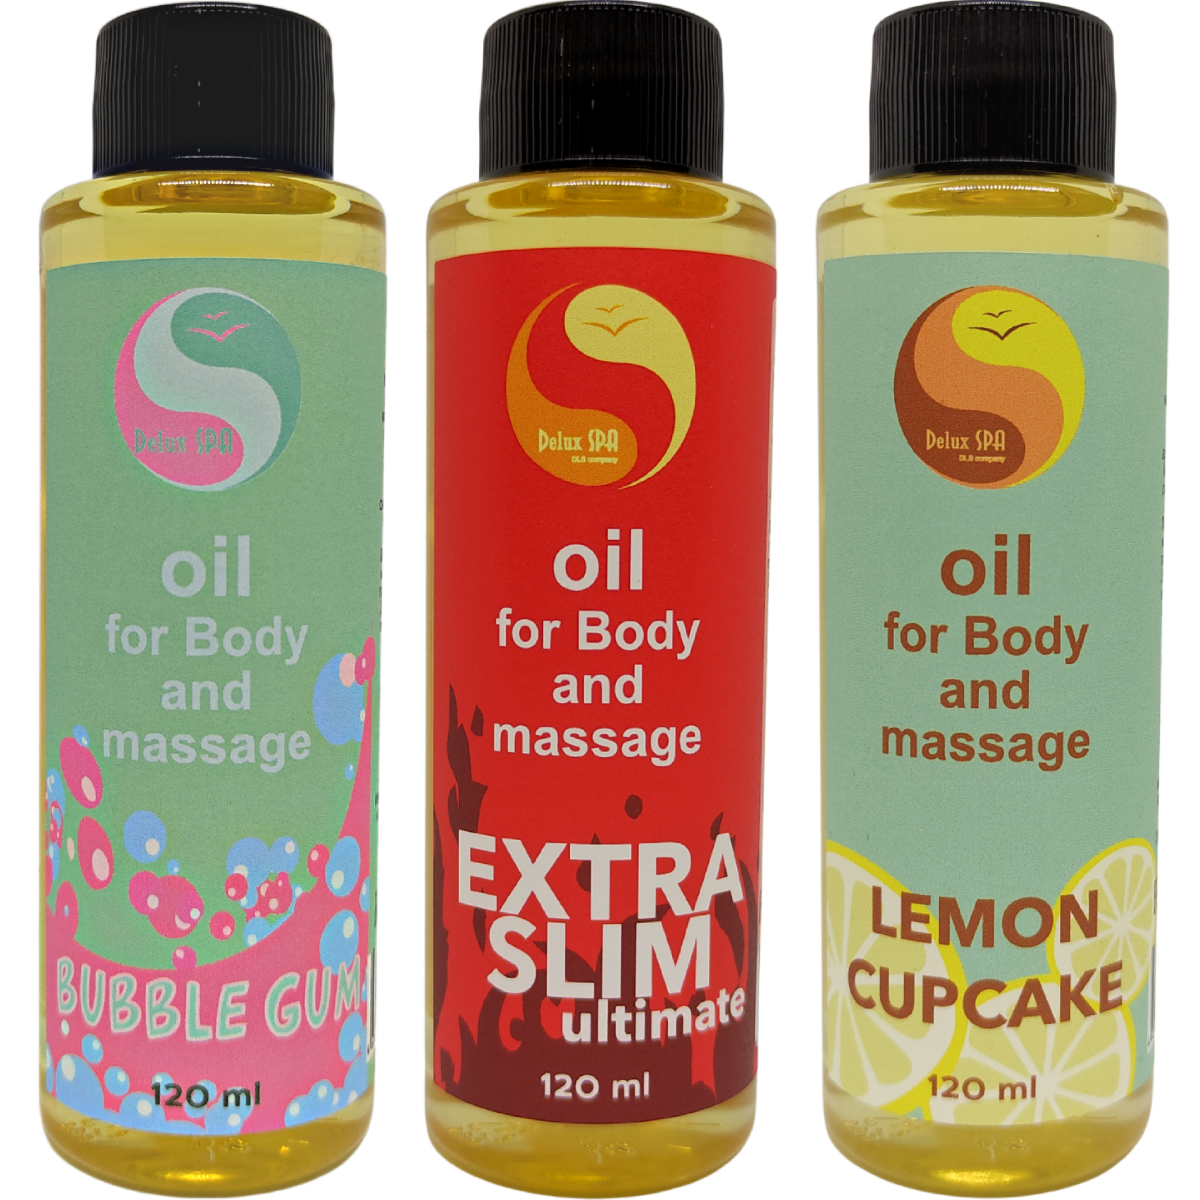 Delux SPA
oil
for Body
and
massage
BUBBLE GUM
120 ml
Delux SPA
DLS company
oil
for Body
and
massage
EXTRA
SLIM
ultimate
120 ml
Delux SPA
DLS company
oil
for Body
and
massage
LEMON
CUPCAKE
120 ml